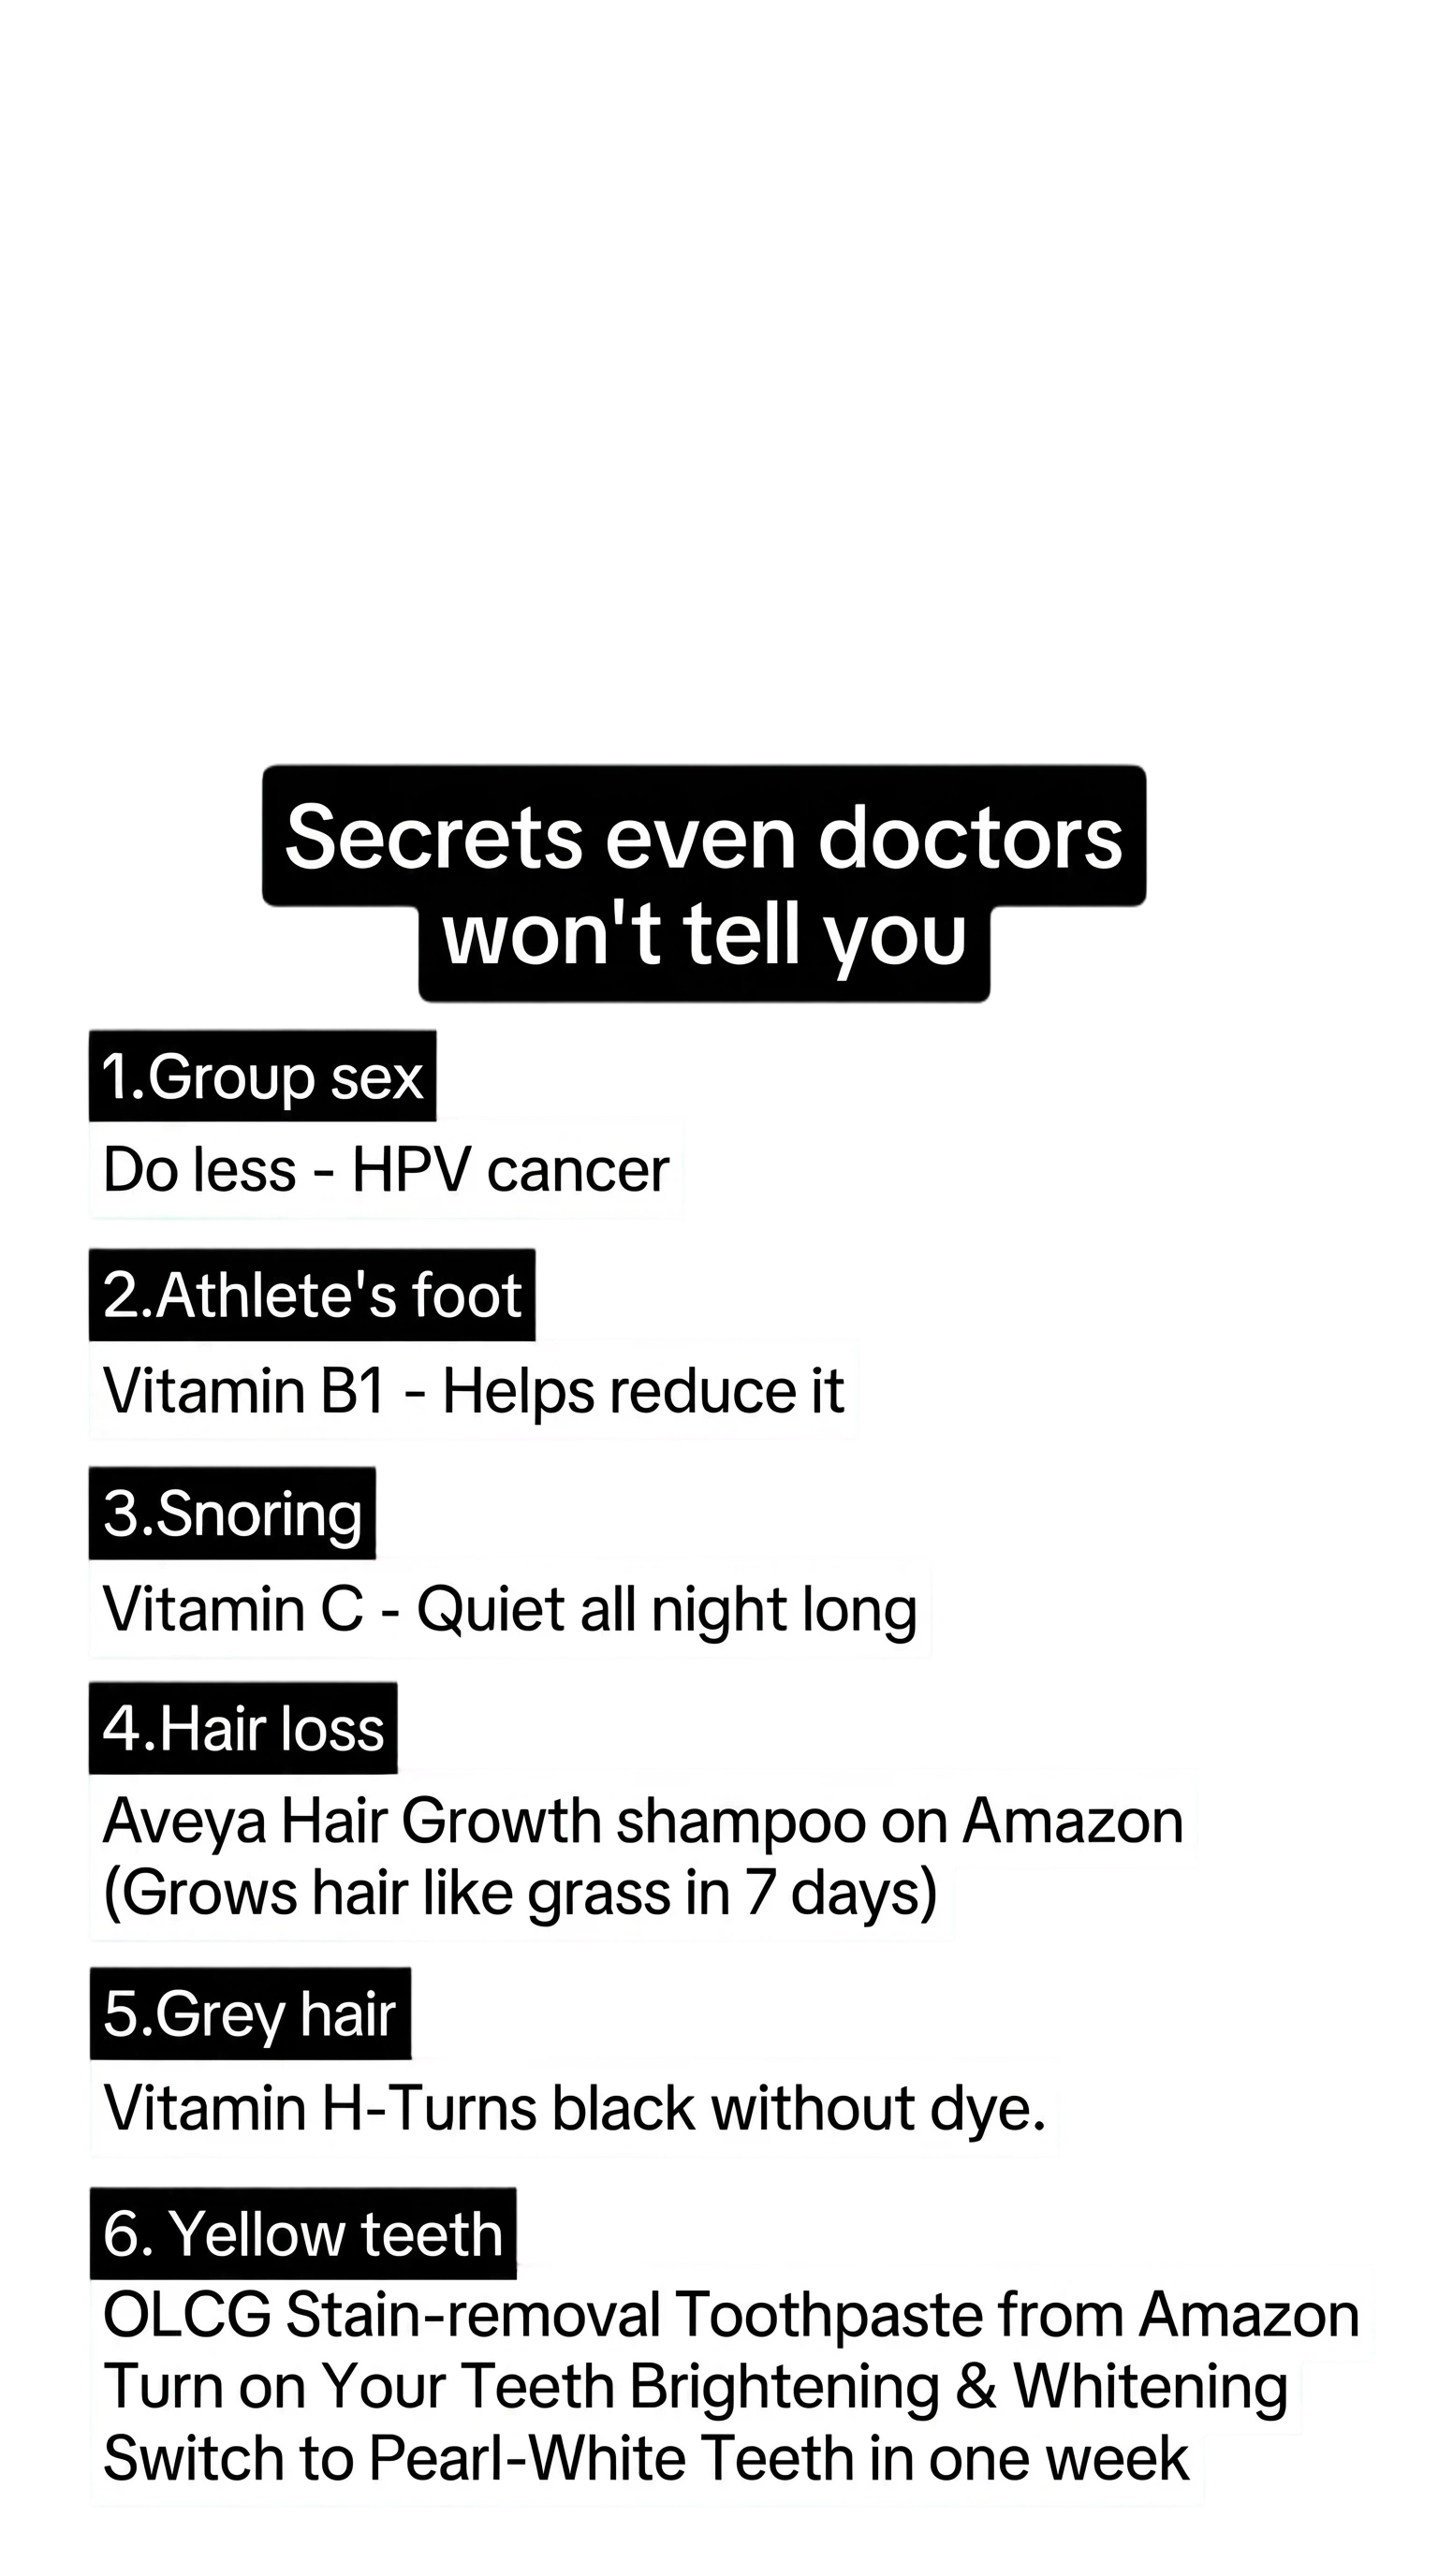 Secrets even doctors
won't tell you
1.Group sex
Do less - HPV cancer
2.Athlete's foot
Vitamin B1 - Helps reduce it
3.Snoring
Vitamin C - Quiet all night long
4.Hair loss
Aveya Hair Growth shampoo on Amazon
(Grows hair like grass in 7 days)
5.Grey hair
Vitamin H-Turns black without dye.
6. Yellow teeth
OLCG Stain-removal Toothpaste from Amazon
Turn on Your Teeth Brightening & Whitening
Switch to Pearl-White Teeth in one week